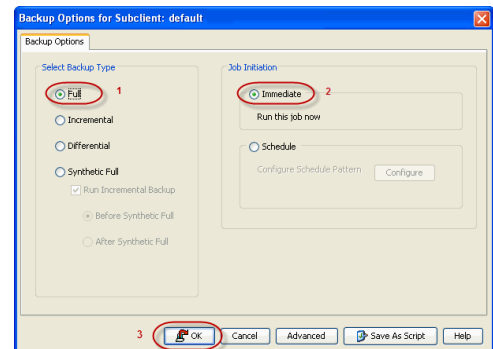 Backup Options for Subclient: default
Backup Options
Select Backup Type
Full
1
Incremental
Differential
Synthetic Full
Run Incremental Backup
Before Synthetic Full
After Synthetic Full
Job Initiation
Immediate
2
Run this job now
Schedule
Configure Schedule Pattern
Configure
3
OK
Cancel
Advanced
Save As Script
Help